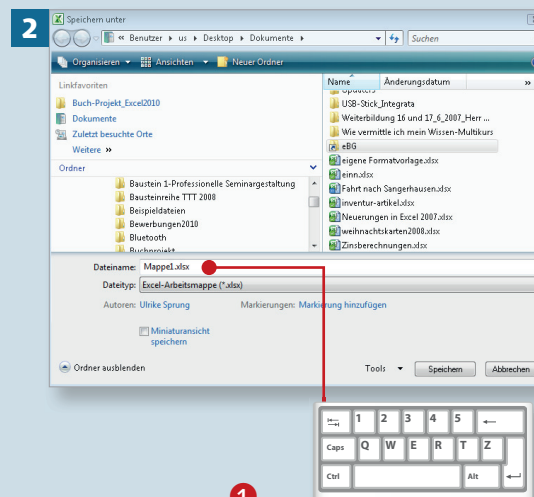 2
Speichern unter
« Benutzer ▸ us ▸ Desktop ▸ Dokumente ▸
Suchen
Organisieren ▾ Ansichten ▾ Neuer Ordner
Linkfavoriten
Buch-Projekt_Excel2010
Dokumente
Zuletzt besuchte Orte
Weitere »
Ordner
Baustein 1-Professionelle Seminargestaltung
Bausteinreihe TTT 2008
Beispieldateien
Bewerbungen2010
Bluetooth
Buchprojekt
Name Änderungsdatum »
USB-Stick_Integrata
Weiterbildung 16 und 17_6_2007_Herr ...
Wie vermittle ich mein Wissen-Multikurs
eBG
eigene Formatvorlage.xlsx
einn.xlsx
Fahrt nach Sangerhausen.xlsx
inventur-artikel.xlsx
Neuerungen in Excel 2007.xlsx
weihnachtskarten2008.xlsx
Zinsberechnungen.xlsx
Dateiname: Mappe1.xlsx
Dateityp: Excel-Arbeitsmappe (*.xlsx)
Autoren: Ulrike Sprung Markierungen: Markierung hinzufügen
Miniaturansicht
speichern
Ordner ausblenden Tools ▾ Speichern Abbrechen
1 2 3 4 5
Caps Q W E R T Z
Ctrl Alt
1